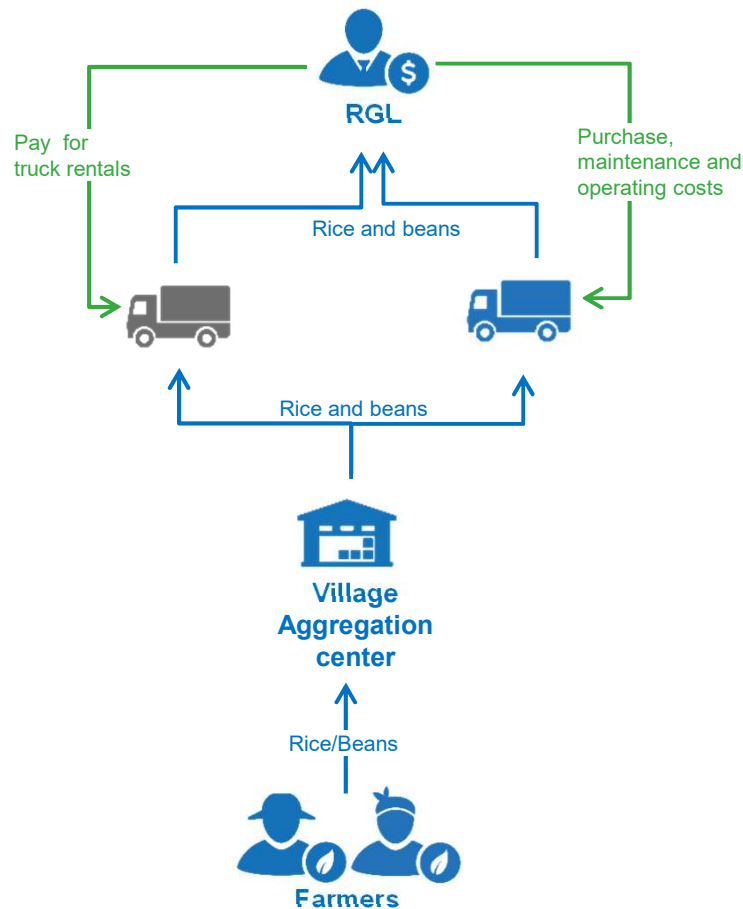 $
RGL
Pay for
truck rentals
Purchase,
maintenance and
operating costs
Rice and beans
Rice and beans
Village
Aggregation
center
Rice/Beans
Farmers